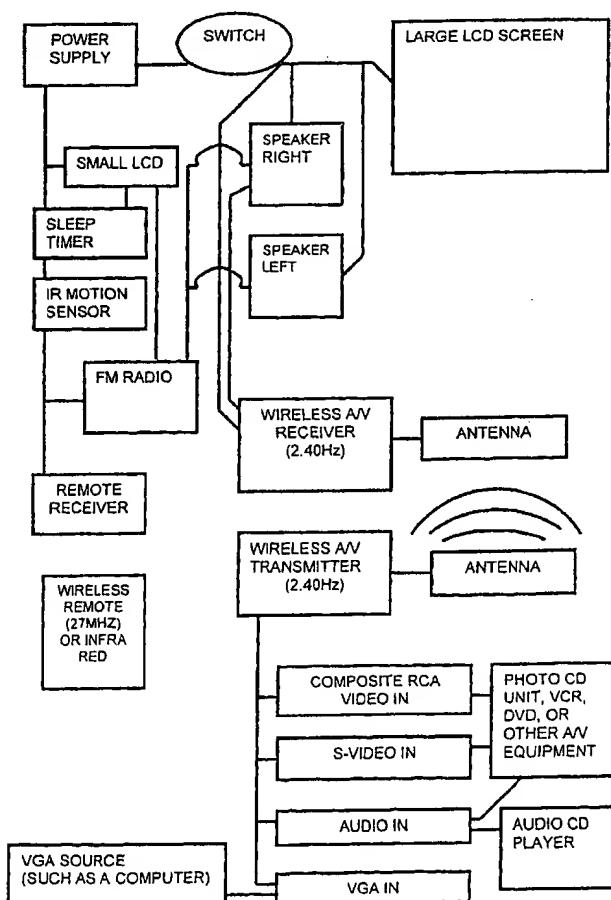 POWER
SUPPLY
SWITCH
LARGE LCD SCREEN
SPEAKER
RIGHT
SMALL LCD
SLEEP
TIMER
SPEAKER
LEFT
IR MOTION
SENSOR
FM RADIO
WIRELESS A/V
RECEIVER
(2.40Hz)
ANTENNA
REMOTE
RECEIVER
WIRELESS A/V
TRANSMITTER
(2.40Hz)
ANTENNA
WIRELESS
REMOTE
(27MHZ)
OR INFRA
RED
COMPOSITE RCA
VIDEO IN
PHOTO CD
UNIT, VCR,
DVD, OR
OTHER A/V
EQUIPMENT
S-VIDEO IN
AUDIO IN
AUDIO CD
PLAYER
VGA SOURCE
(SUCH AS A COMPUTER)
VGA IN